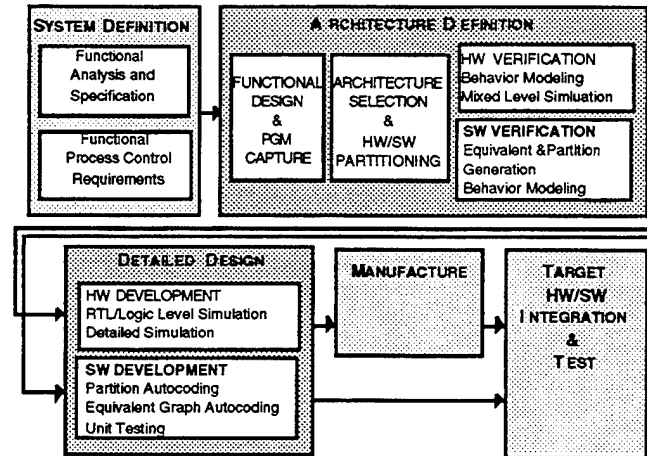 SYSTEM DEFINITION
Functional
Analysis and
Specification
Functional
Process Control
Requirements
ARCHITECTURE DEFINITION
FUNCTIONAL
DESIGN
&
PGM
CAPTURE
ARCHITECTURE
SELECTION
&
HW/SW
PARTITIONING
HW VERIFICATION
Behavior Modeling
Mixed Level Simluation
SW VERIFICATION
Equivalent &Partition
Generation
Behavior Modeling
DETAILED DESIGN
HW DEVELOPMENT
RTL/Logic Level Simulation
Detailed Simulation
SW DEVELOPMENT
Partition Autocoding
Equivalent Graph Autocoding
Unit Testing
MANUFACTURE
TARGET
HW/SW
INTEGRATION
&
TEST